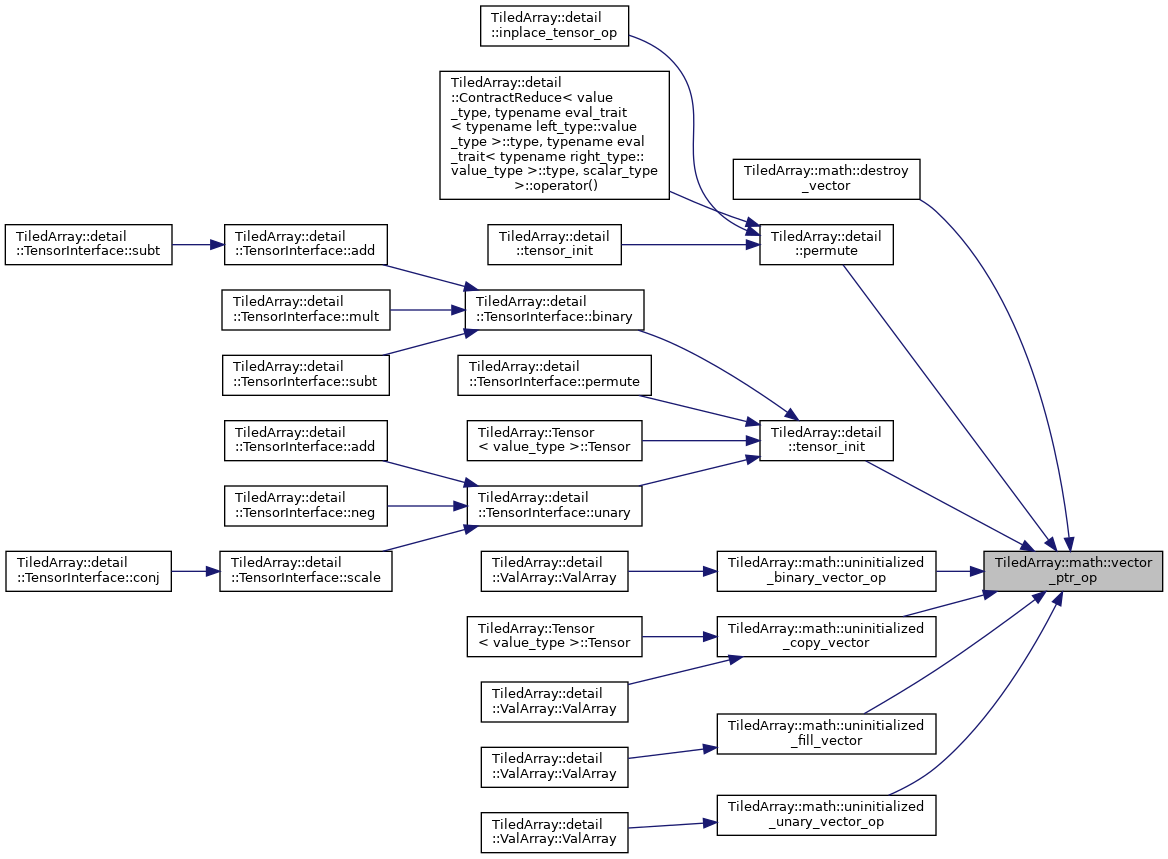 TiledArray::detail
::inplace_tensor_op
TiledArray::detail
::ContractReduce< value
_type, typename eval_trait
< typename left_type::value
_type >::type, typename eval
_trait< typename right_type::
value_type >::type, scalar_type
>::operator()
TiledArray::math::destroy
_vector
TiledArray::detail
::TensorInterface::subt
TiledArray::detail
::TensorInterface::add
TiledArray::detail
::tensor_init
TiledArray::detail
::permute
TiledArray::detail
::TensorInterface::mult
TiledArray::detail
::TensorInterface::binary
TiledArray::detail
::TensorInterface::subt
TiledArray::detail
::TensorInterface::permute
TiledArray::detail
::TensorInterface::add
TiledArray::Tensor
< value_type >::Tensor
TiledArray::detail
::tensor_init
TiledArray::detail
::TensorInterface::neg
TiledArray::detail
::TensorInterface::unary
TiledArray::detail
::TensorInterface::conj
TiledArray::detail
::TensorInterface::scale
TiledArray::detail
::ValArray::ValArray
TiledArray::math::uninitialized
_binary_vector_op
TiledArray::math::vector
_ptr_op
TiledArray::Tensor
< value_type >::Tensor
TiledArray::math::uninitialized
_copy_vector
TiledArray::detail
::ValArray::ValArray
TiledArray::math::uninitialized
_fill_vector
TiledArray::detail
::ValArray::ValArray
TiledArray::math::uninitialized
_unary_vector_op
TiledArray::detail
::ValArray::ValArray